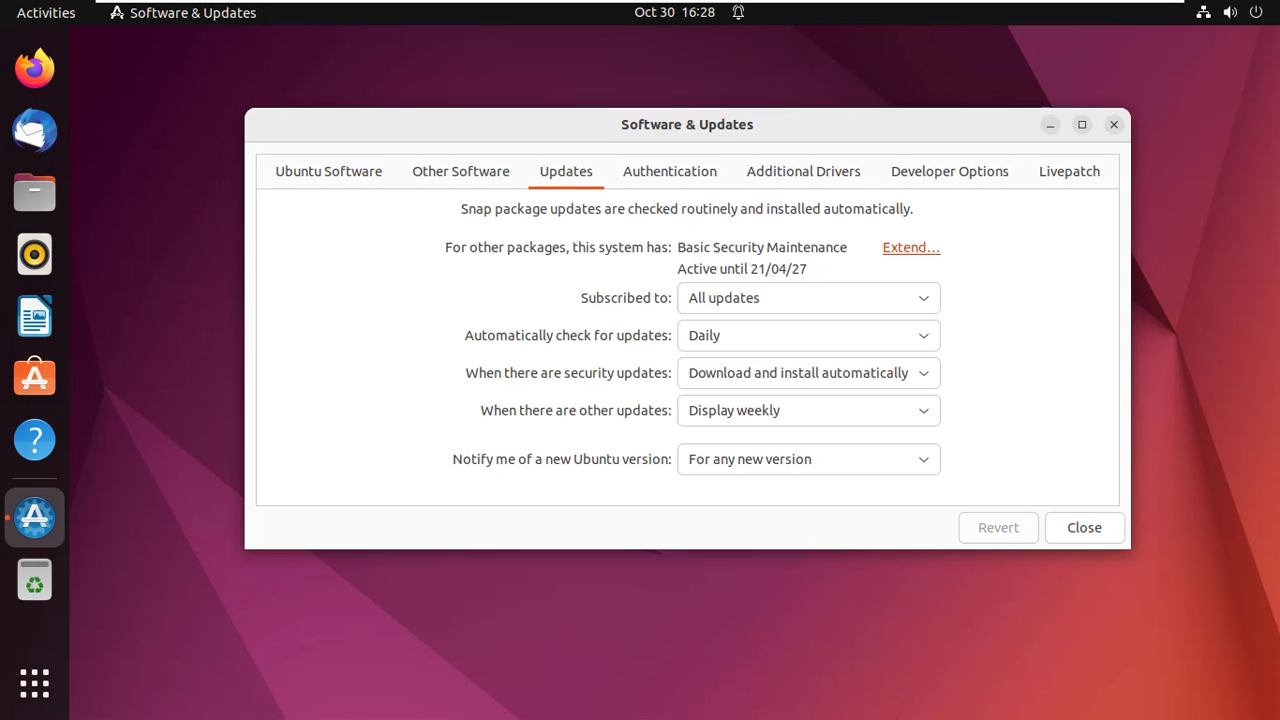 Activities
Software & Updates
Oct 30 16:28
Software & Updates
Ubuntu Software
Other Software
Updates
Authentication
Additional Drivers
Developer Options
Livepatch
Snap package updates are checked routinely and installed automatically.
For other packages, this system has: Basic Security Maintenance Extend…
Active until 21/04/27
Subscribed to: All updates
Automatically check for updates: Daily
When there are security updates: Download and install automatically
When there are other updates: Display weekly
Notify me of a new Ubuntu version: For any new version
Revert
Close